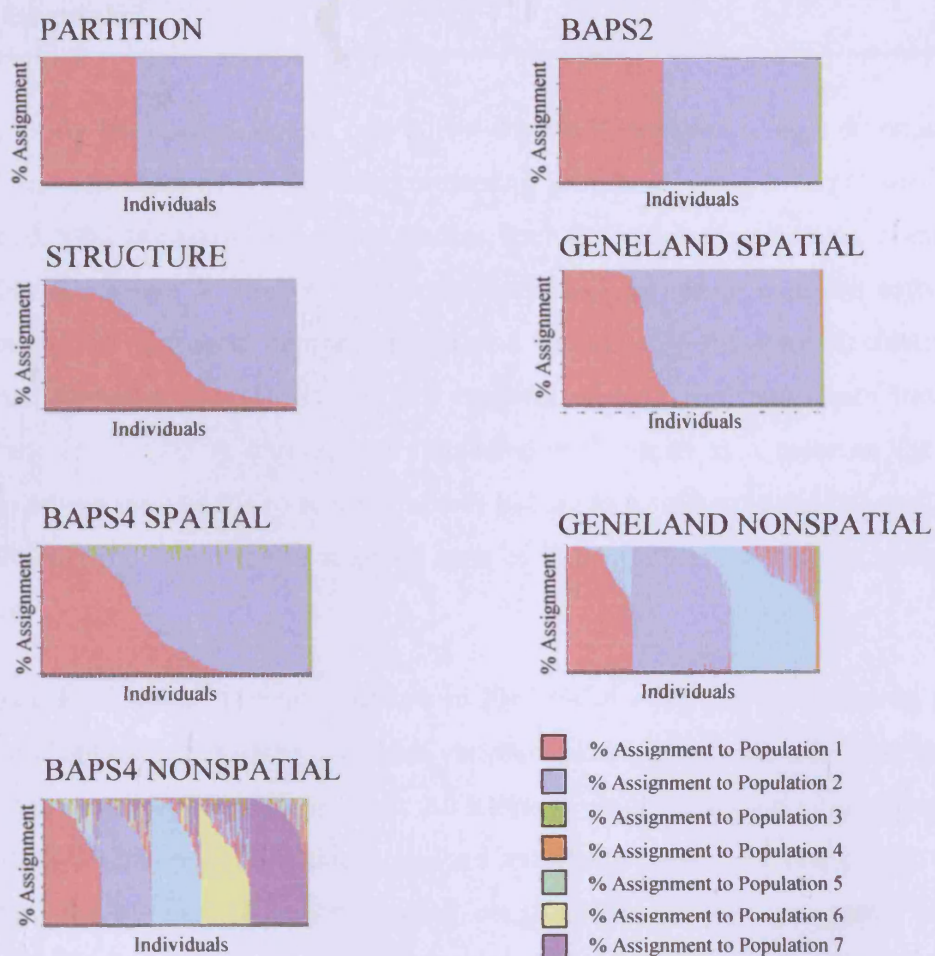 PARTITION
% Assignment
Individuals
BAPS2
% Assignment
Individuals
STRUCTURE
% Assignment
Individuals
GENELAND SPATIAL
% Assignment
Individuals
BAPS4 SPATIAL
% Assignment
Individuals
GENELAND NONSPATIAL
% Assignment
Individuals
BAPS4 NONSPATIAL
% Assignment
Individuals
% Assignment to Population 1
% Assignment to Population 2
% Assignment to Population 3
% Assignment to Population 4
% Assignment to Population 5
% Assignment to Population 6
% Assignment to Population 7